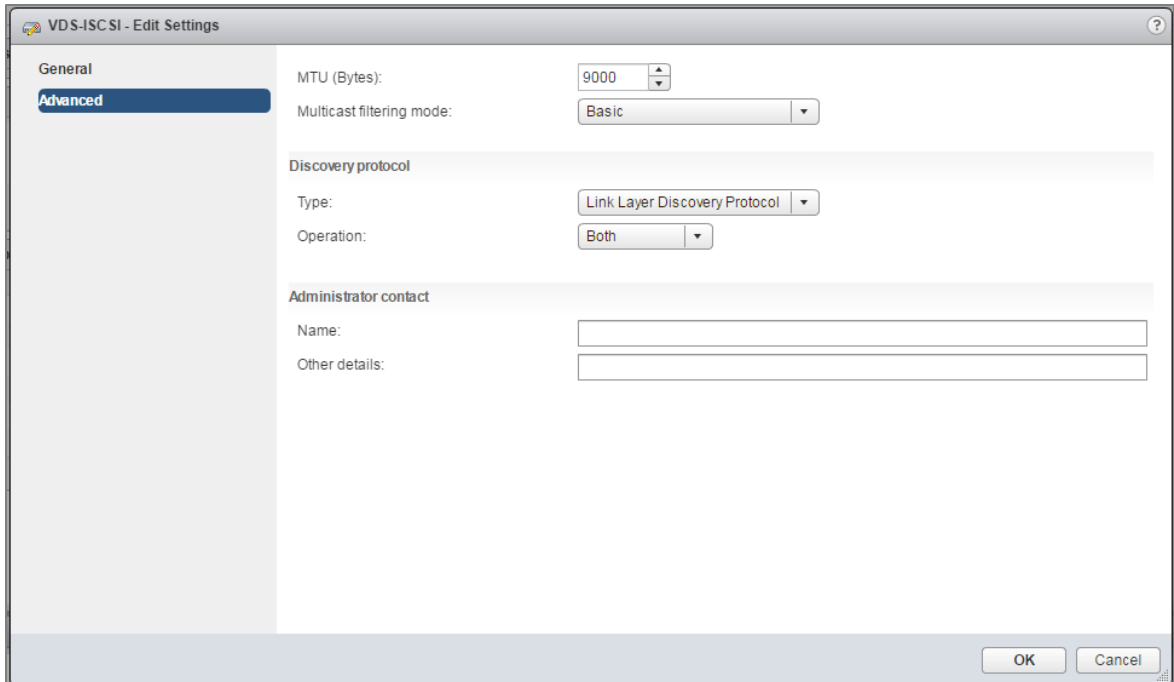 VDS-ISCSI - Edit Settings ?
General
Advanced
MTU (Bytes): 9000
Multicast filtering mode: Basic
Discovery protocol
Type: Link Layer Discovery Protocol
Operation: Both
Administrator contact
Name:
Other details:
OK Cancel